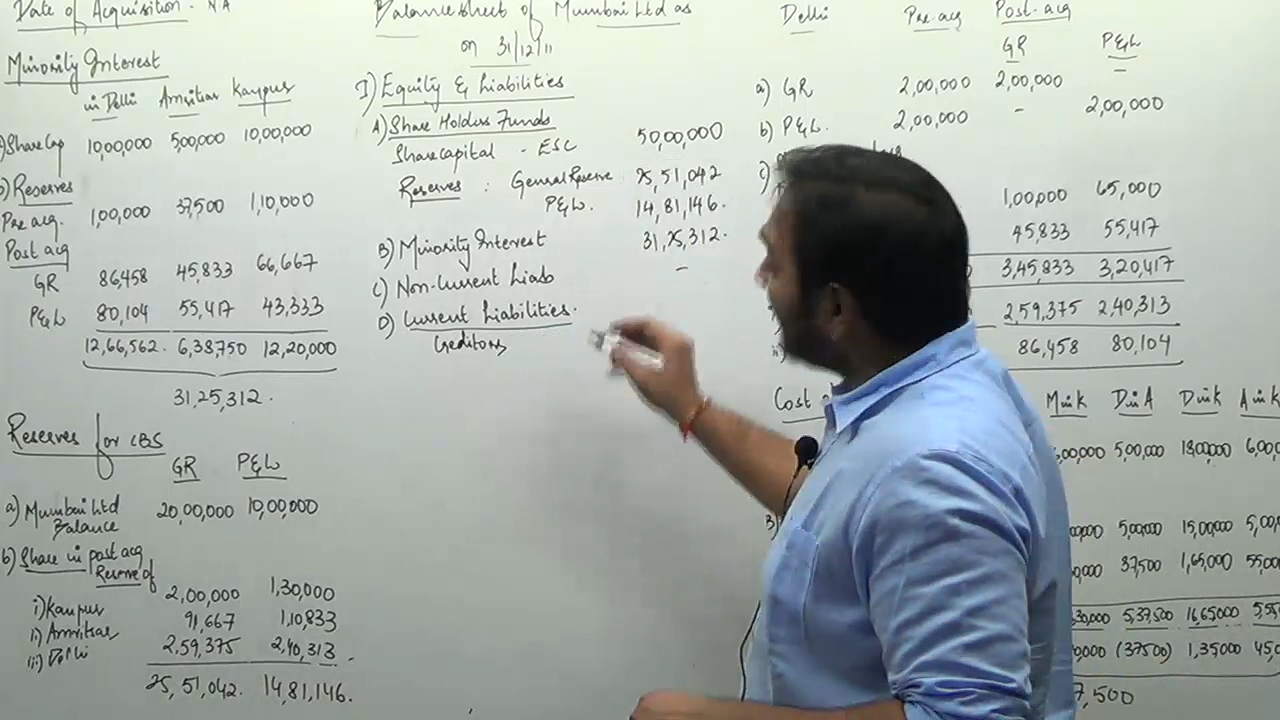 Date of Acquisition - N.A
Minority Interest
in Delhi Amritsar Kanpur
a) Share Cap 10,00,000 5,00,000 10,00,000
b) Reserves
Pre acq. 1,00,000 37,500 1,10,000
Post acq
GR 86,458 45,833 66,667
P&L 80,104 55,417 43,333
12,66,562. 6,38,750 12,20,000
31,25,312.
Reserves for CBS
GR P&L
a) Mumbai Ltd Balance 20,00,000 10,00,000
b) Share in post acq
Reserve of
i) Kanpur 2,00,000 1,30,000
ii) Amritsar 91,667 1,10,833
iii) Delhi 2,59,375 2,40,313
25,51,042. 14,81,146.
Balance sheet of Mumbai Ltd as
on 31/12/11
I) Equity & Liabilities
A) Share Holders Funds
Share Capital - ESC 50,00,000
Reserves : General Reserve 25,51,042
P&L. 14,81,146.
B) Minority Interest 31,25,312.
C) Non-Current Liab -
D) Current Liabilities.
Creditors
Delhi Pre-acq Post-acq
GR P&L
a) GR 2,00,000 2,00,000 -
b) P&L. 2,00,000 - 2,00,000
c)
1,00,000 65,000
45,833 55,417
3,45,833 3,20,417
2,59,375 2,40,313
ii) 86,458 80,104
Cost
M in K D in A D in K A in K
5,00,000 18,00,000
5,00,000 15,00,000
37,500 1,65,000
5,37,500 16,65,000
(37500) 1,35,000
7,500